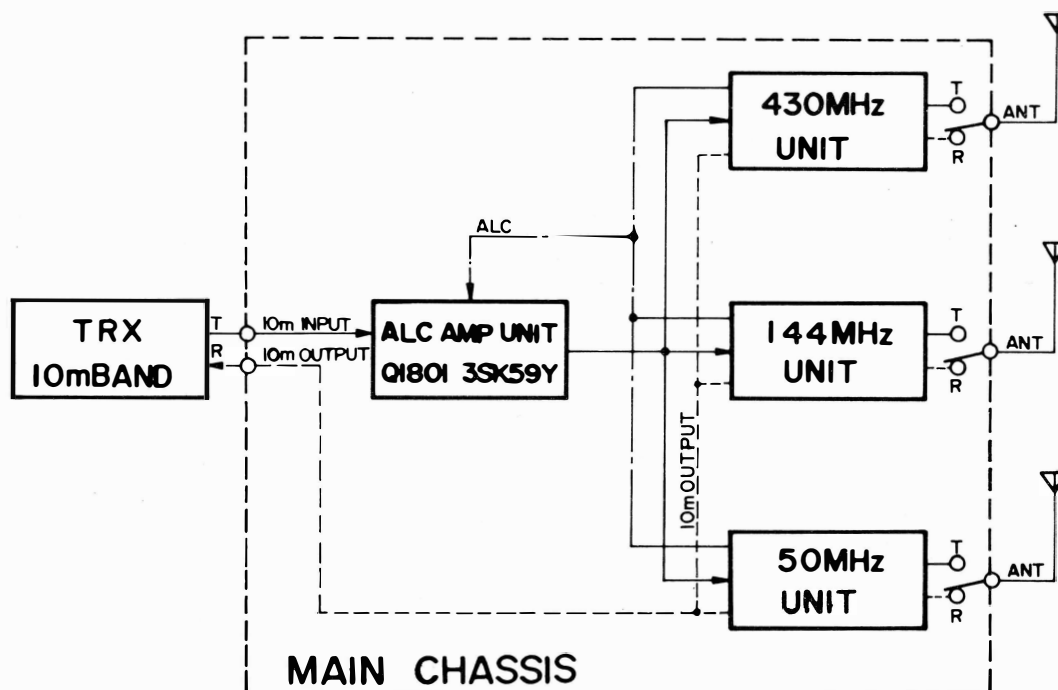 430MHz
UNIT
T
R
ANT
ALC
TRX
10mBAND
T
R
10m INPUT
10m OUTPUT
ALC AMP UNIT
Q1801 3SK59Y
144MHz
UNIT
T
R
ANT
10m OUTPUT
50MHz
UNIT
T
R
ANT
MAIN CHASSIS